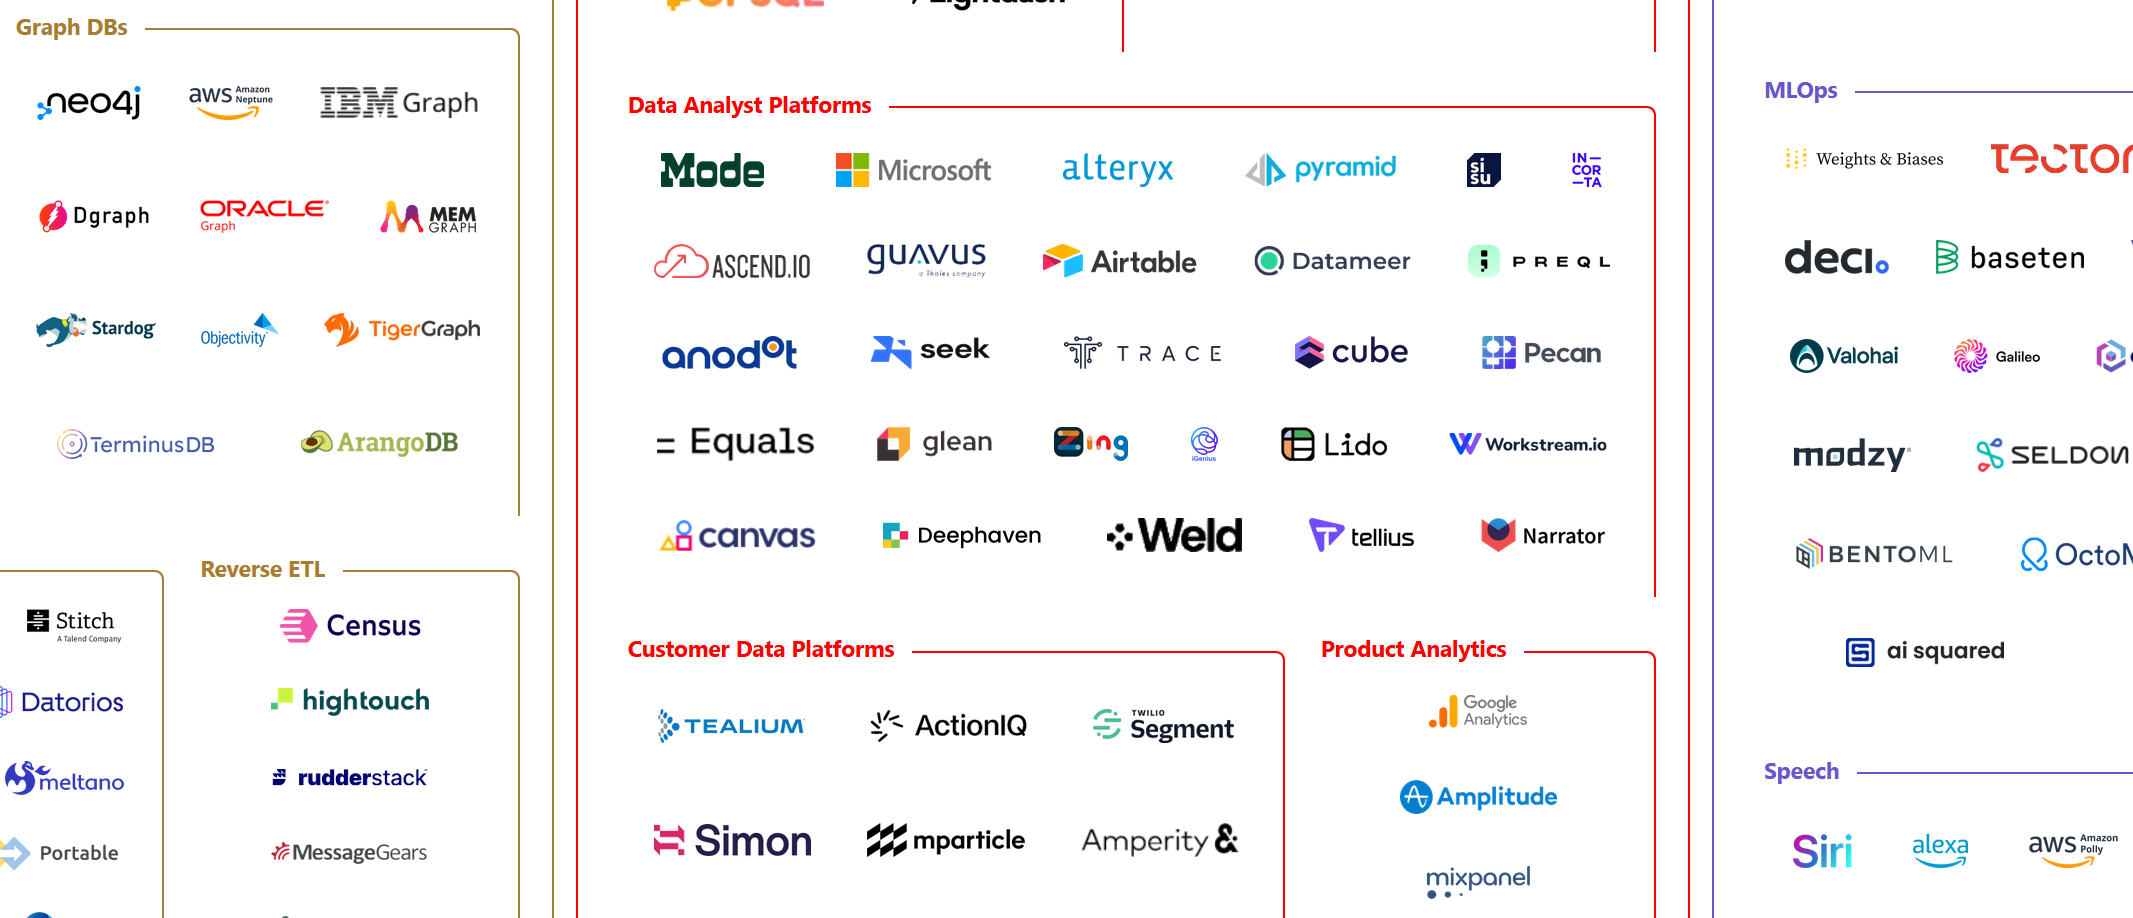 Graph DBs
neo4j
aws Amazon Neptune
IBM Graph
Dgraph
ORACLE Graph
MEM GRAPH
Stardog
Objectivity
TigerGraph
TerminusDB
ArangoDB
Stitch
A Talend Company
Datorios
meltano
Portable
Reverse ETL
Census
hightouch
rudderstack
MessageGears
Data Analyst Platforms
Mode
Microsoft
alteryx
pyramid
si su
IN COR TA
ASCEND.IO
guavus
a Thales company
Airtable
Datameer
PREQL
anodot
seek
TRACE
cube
Pecan
= Equals
glean
Zing
iGenius
Lido
Workstream.io
canvas
Deephaven
Weld
tellius
Narrator
Customer Data Platforms
TEALIUM
ActionIQ
TWILIO
Segment
Simon
mparticle
Amperity &
Product Analytics
Google Analytics
Amplitude
mixpanel
MLOps
Weights & Biases
deci
baseten
Valohai
Galileo
modzy
SELDON
BENTOML
ai squared
Speech
Siri
alexa
aws Amazon Polly